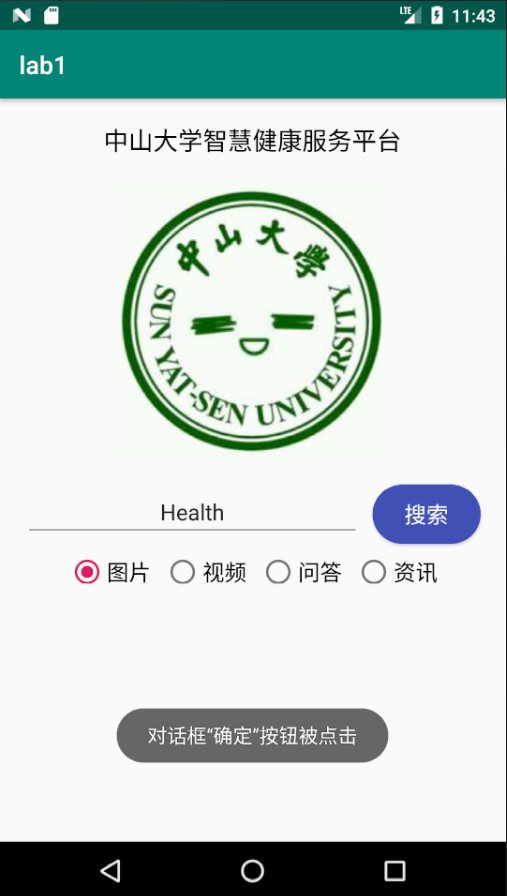 LTE 11:43
lab1
中山大学智慧健康服务平台
中山大學
SUN YAT-SEN UNIVERSITY
Health 搜索
图片 视频 问答 资讯
对话框“确定”按钮被点击